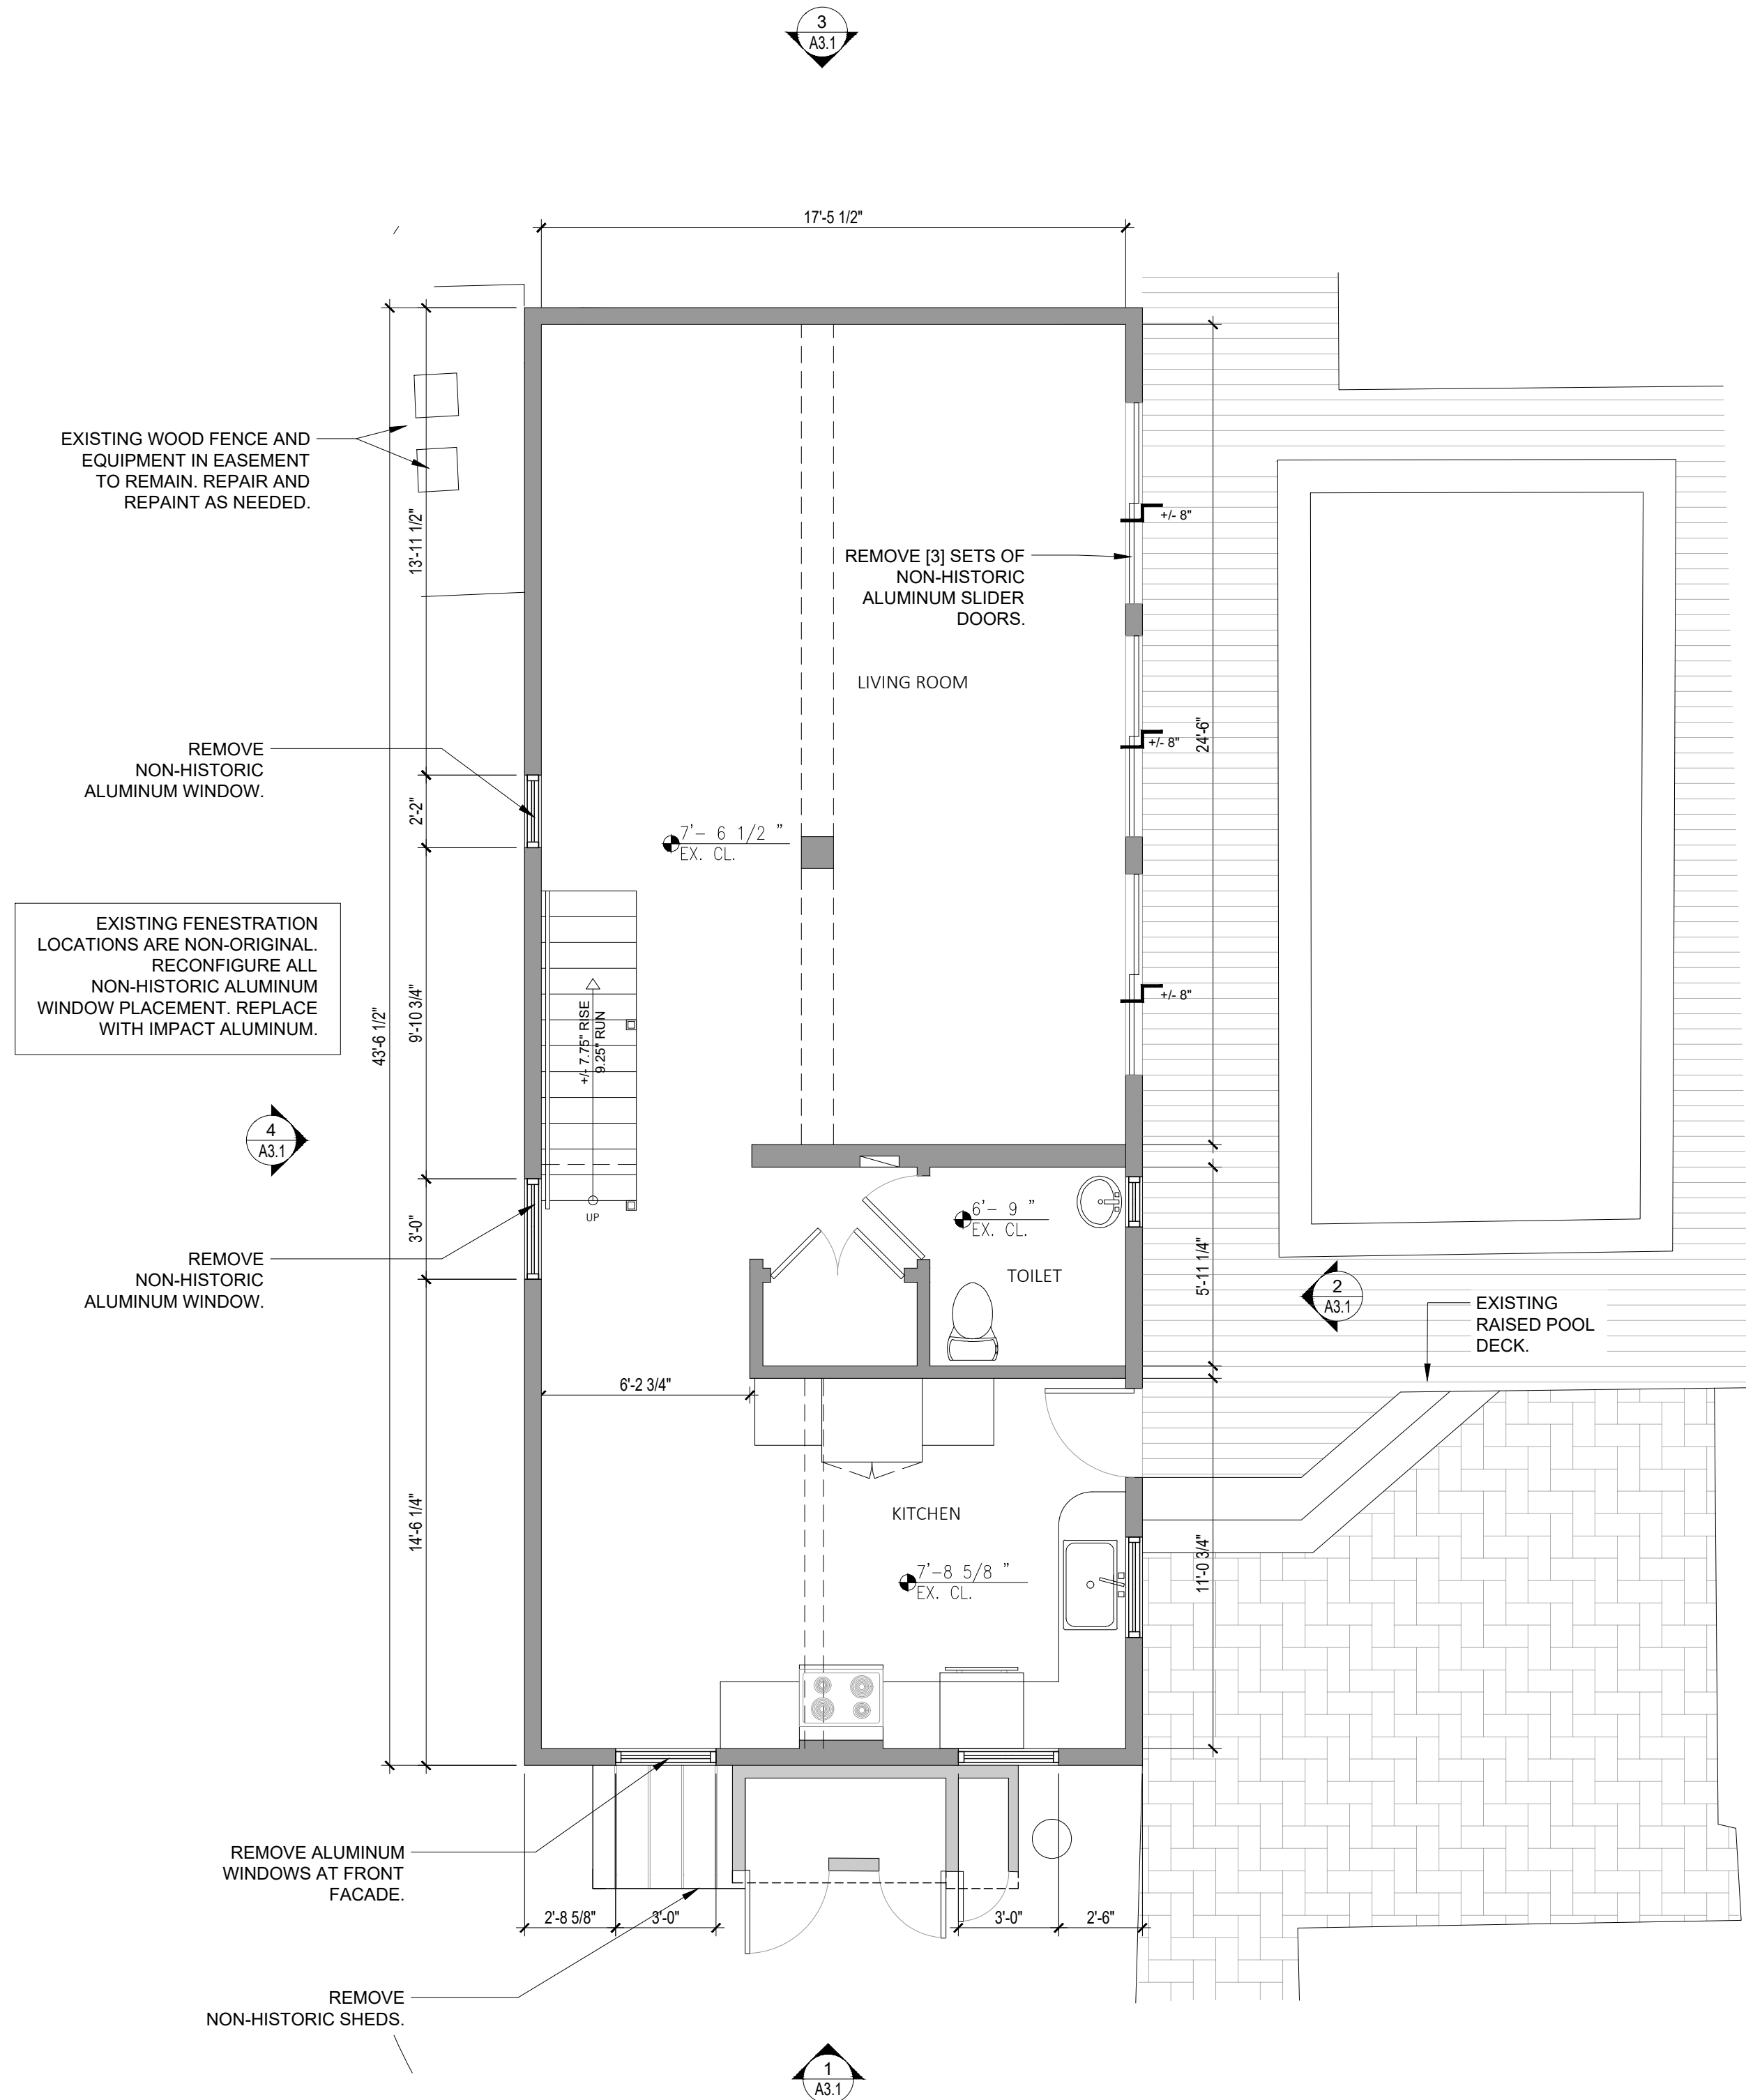 3
A3.1
17'-5 1/2"
EXISTING WOOD FENCE AND
EQUIPMENT IN EASEMENT
TO REMAIN. REPAIR AND
REPAINT AS NEEDED.
13'-11 1/2"
+/- 8"
REMOVE [3] SETS OF
NON-HISTORIC
ALUMINUM SLIDER
DOORS.
LIVING ROOM
24'-6"
+/- 8"
REMOVE
NON-HISTORIC
ALUMINUM WINDOW.
2'-2"
7'- 6 1/2 "
EX. CL.
EXISTING FENESTRATION
LOCATIONS ARE NON-ORIGINAL.
RECONFIGURE ALL
NON-HISTORIC ALUMINUM
WINDOW PLACEMENT. REPLACE
WITH IMPACT ALUMINUM.
43'-6 1/2"
9'-10 3/4"
+/- 7.75" RISE
9.25" RUN
+/- 8"
4
A3.1
3'-0"
UP
6'- 9 "
EX. CL.
TOILET
5'-11 1/4"
REMOVE
NON-HISTORIC
ALUMINUM WINDOW.
2
A3.1
EXISTING
RAISED POOL
DECK.
6'-2 3/4"
14'-6 1/4"
KITCHEN
7'-8 5/8 "
EX. CL.
11'-0 3/4"
REMOVE ALUMINUM
WINDOWS AT FRONT
FACADE.
2'-8 5/8"
3'-0"
3'-0"
2'-6"
REMOVE
NON-HISTORIC SHEDS.
1
A3.1